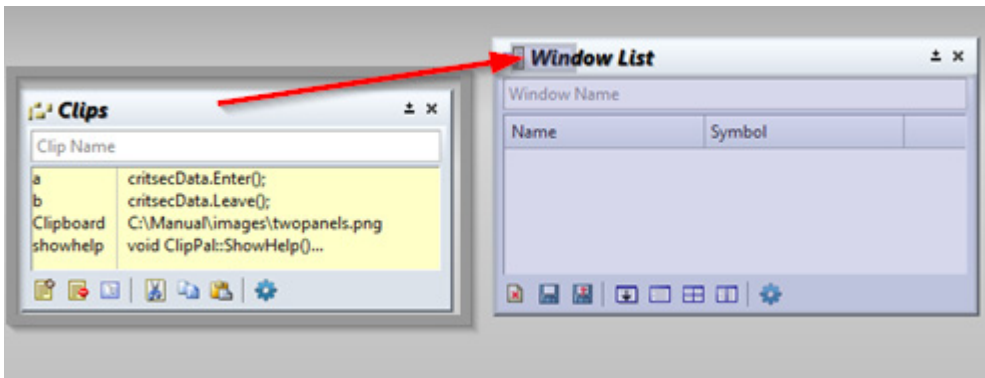 Clips
Clip Name
a critsecData.Enter();
b critsecData.Leave();
Clipboard C:\Manual\images\twopanels.png
showhelp void ClipPal::ShowHelp()...
Window List
Window Name
Name Symbol